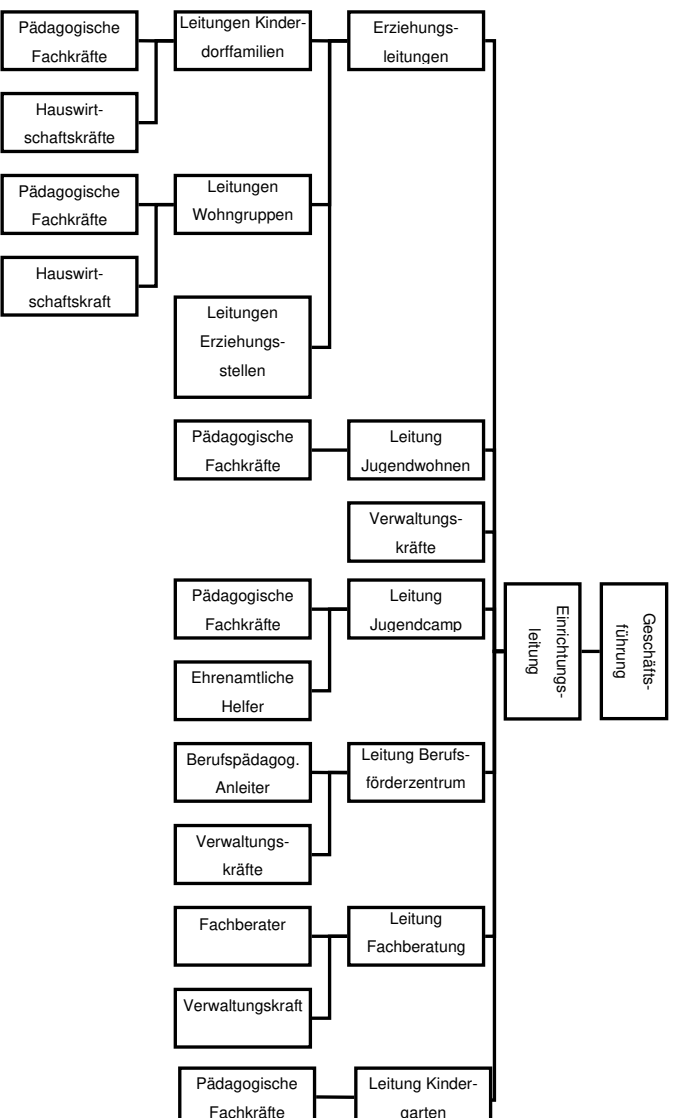 Pädagogische
Fachkräfte
Leitungen Kinder-
dorffamilien
Erziehungs-
leitungen
Hauswirt-
schaftskräfte
Pädagogische
Fachkräfte
Leitungen
Wohngruppen
Hauswirt-
schaftskraft
Leitungen
Erziehungs-
stellen
Pädagogische
Fachkräfte
Leitung
Jugendwohnen
Verwaltungs-
kräfte
Pädagogische
Fachkräfte
Leitung
Jugendcamp
Einrichtungs-
leitung
Geschäfts-
führung
Ehrenamtliche
Helfer
Berufspädagog.
Anleiter
Leitung Berufs-
förderzentrum
Verwaltungs-
kräfte
Fachberater
Leitung
Fachberatung
Verwaltungskraft
Pädagogische
Fachkräfte
Leitung Kinder-
garten